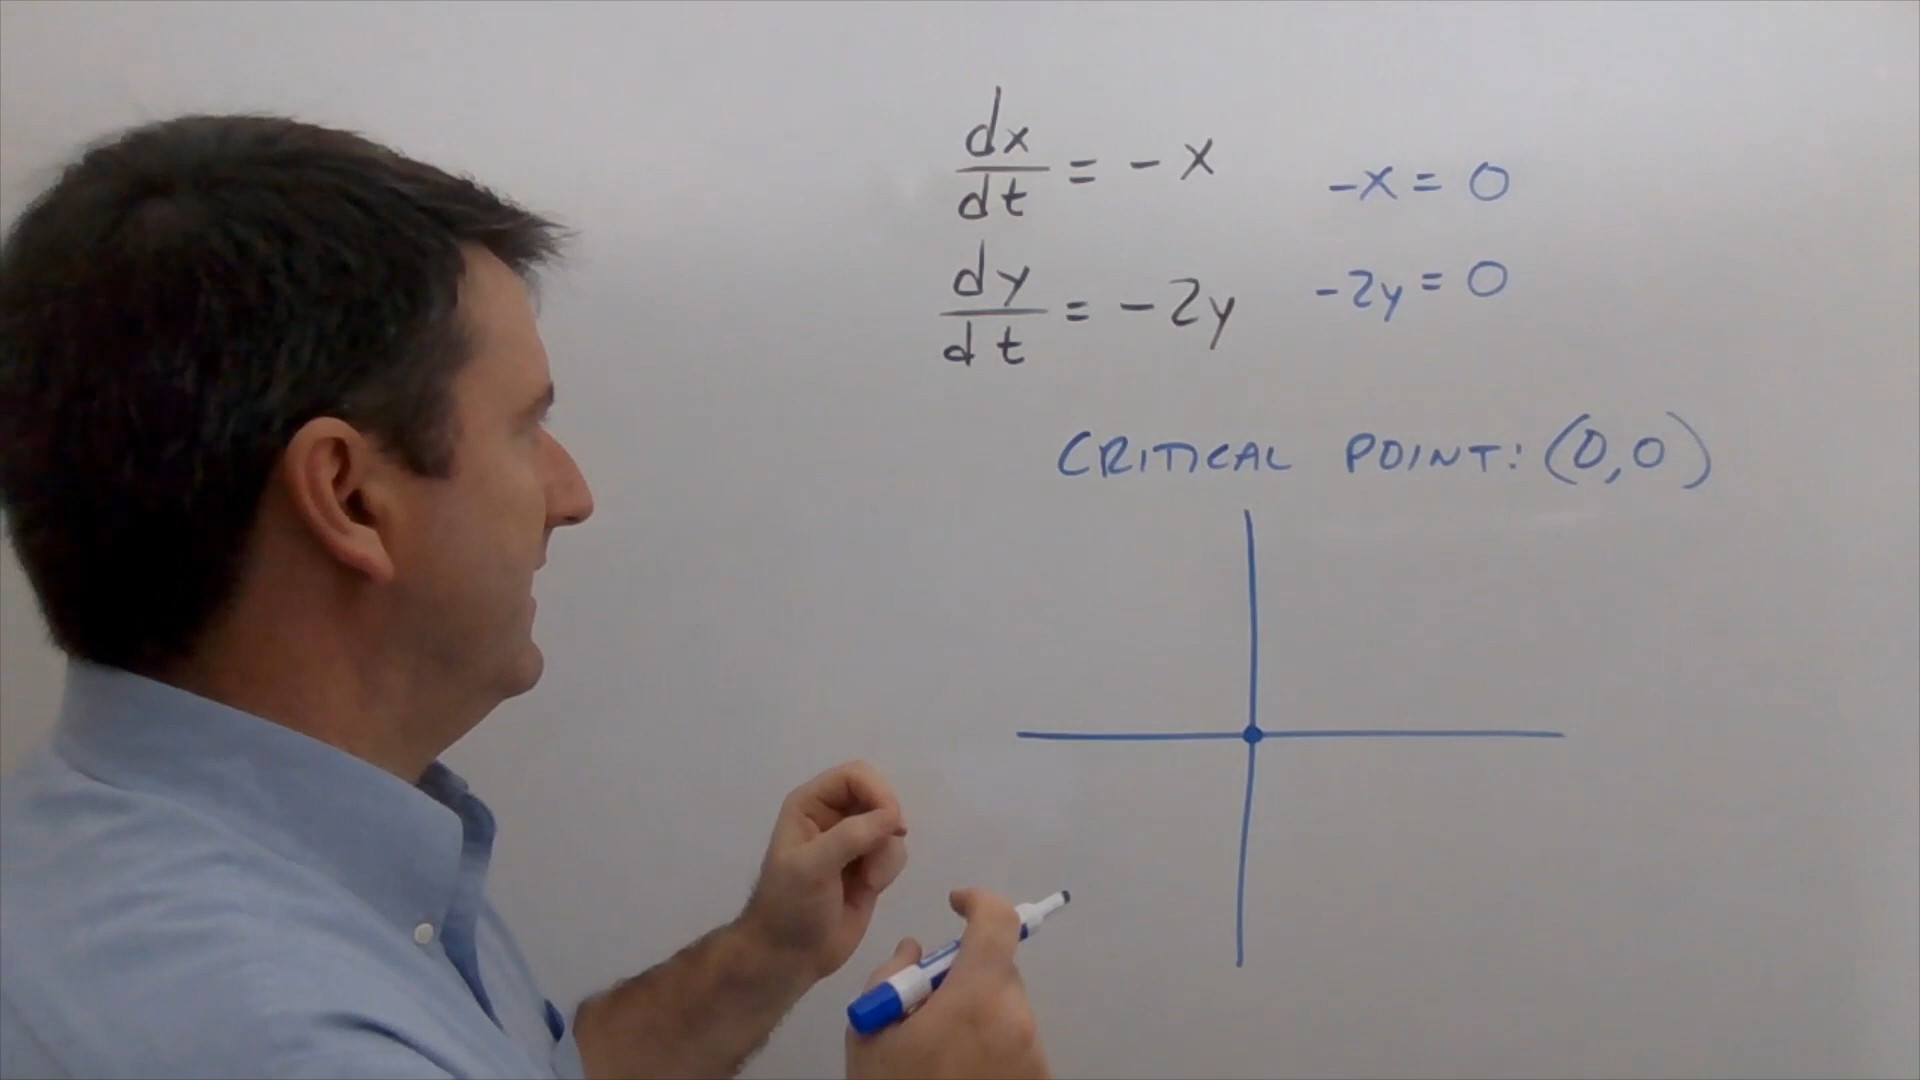 dx/dt = -x
-x = 0
dy/dt = -2y
-2y = 0
CRITICAL POINT: (0,0)